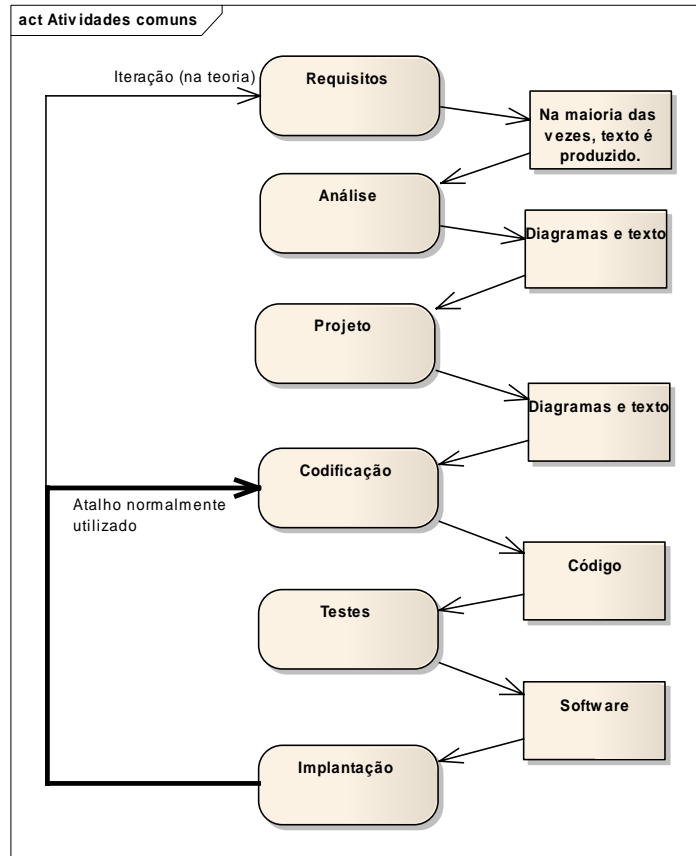 act Atividades comuns
Iteração (na teoria)
Requisitos
Na maioria das
vezes, texto é
produzido.
Análise
Diagramas e texto
Projeto
Diagramas e texto
Codificação
Atalho normalmente
utilizado
Código
Testes
Software
Implantação